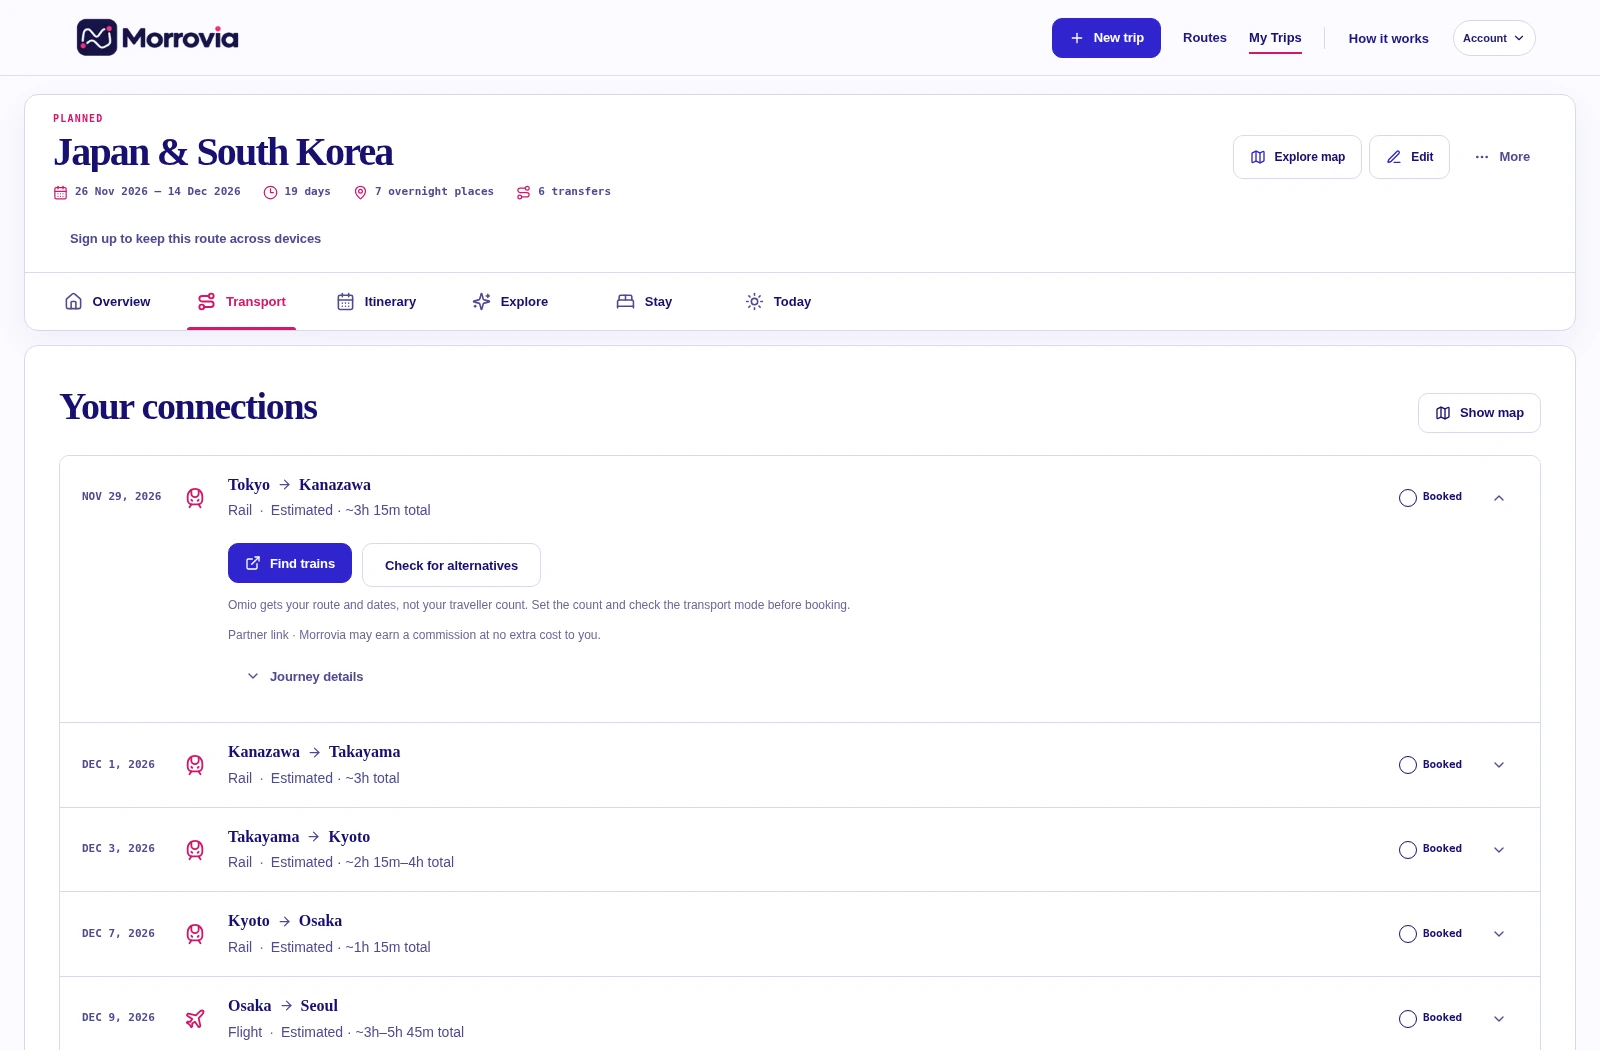 Morrovia
New trip
Routes
My Trips
How it works
Account
PLANNED
Japan & South Korea
26 Nov 2026 – 14 Dec 2026
19 days
7 overnight places
6 transfers
Explore map
Edit
More
Sign up to keep this route across devices
Overview
Transport
Itinerary
Explore
Stay
Today
Your connections
Show map
NOV 29, 2026
Tokyo → Kanazawa
Rail · Estimated · ~3h 15m total
Booked
Find trains
Check for alternatives
Omio gets your route and dates, not your traveller count. Set the count and check the transport mode before booking.
Partner link · Morrovia may earn a commission at no extra cost to you.
Journey details
DEC 1, 2026
Kanazawa → Takayama
Rail · Estimated · ~3h total
Booked
DEC 3, 2026
Takayama → Kyoto
Rail · Estimated · ~2h 15m–4h total
Booked
DEC 7, 2026
Kyoto → Osaka
Rail · Estimated · ~1h 15m total
Booked
DEC 9, 2026
Osaka → Seoul
Flight · Estimated · ~3h–5h 45m total
Booked